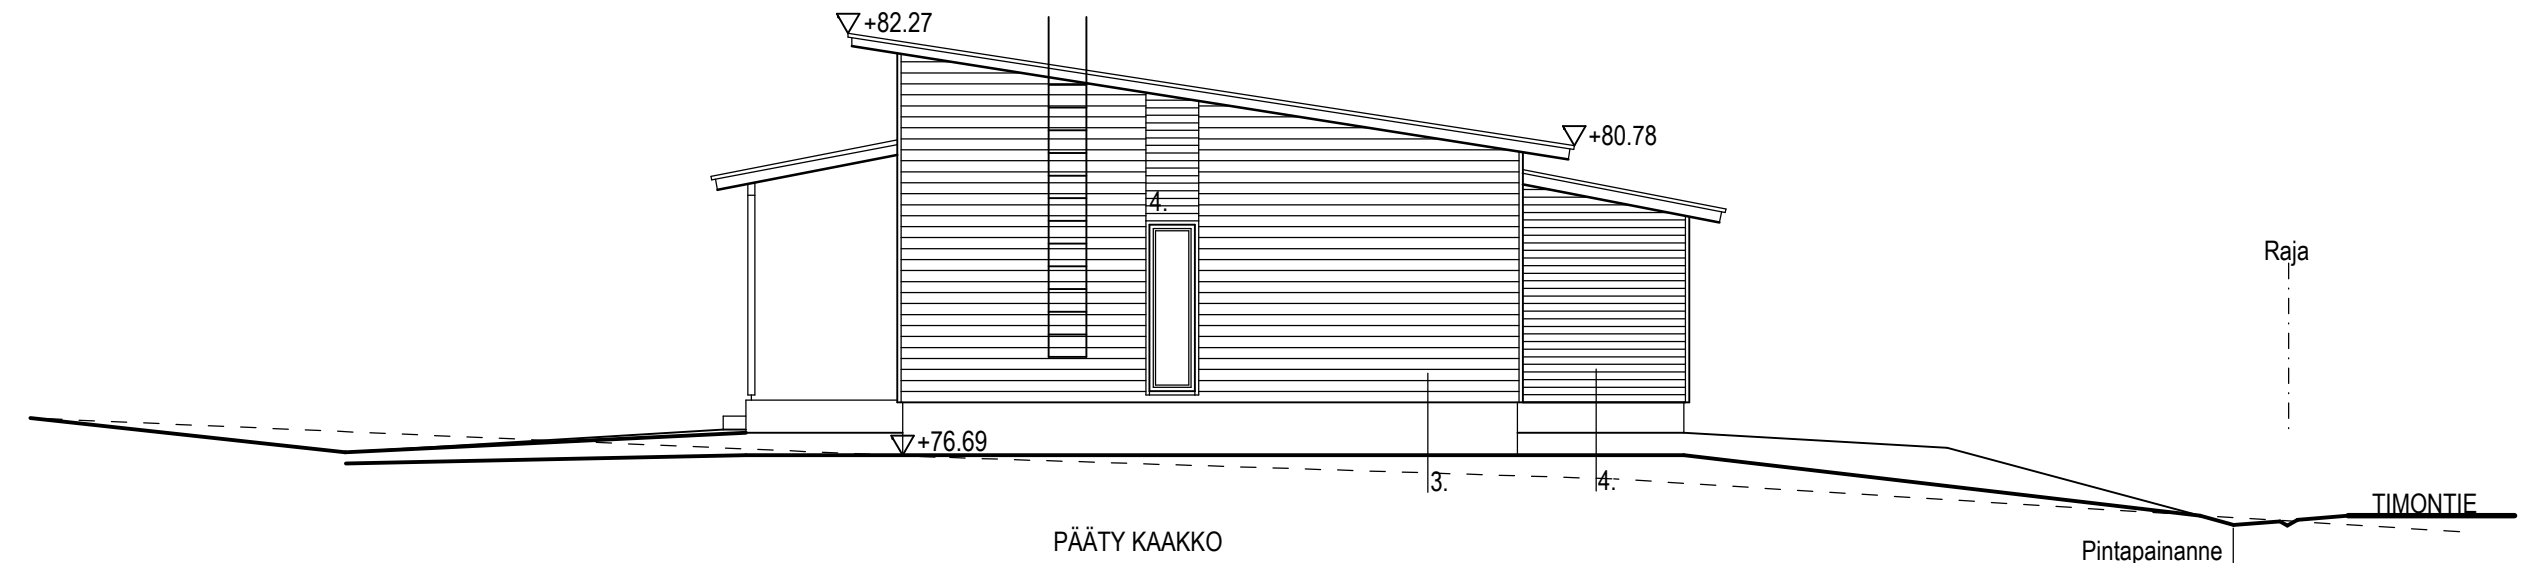 +82.27
+80.78
4.
Raja
+76.69
3.
4.
TIMONTIE
PÄÄTY KAAKKO
Pintapainanne